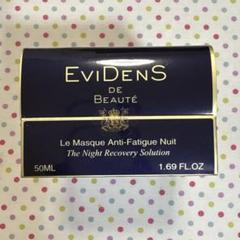 EviDenS
DE
BEAUTÉ
Le Masque Anti-Fatigue Nuit
The Night Recovery Solution
50ML 1.69 FL.OZ